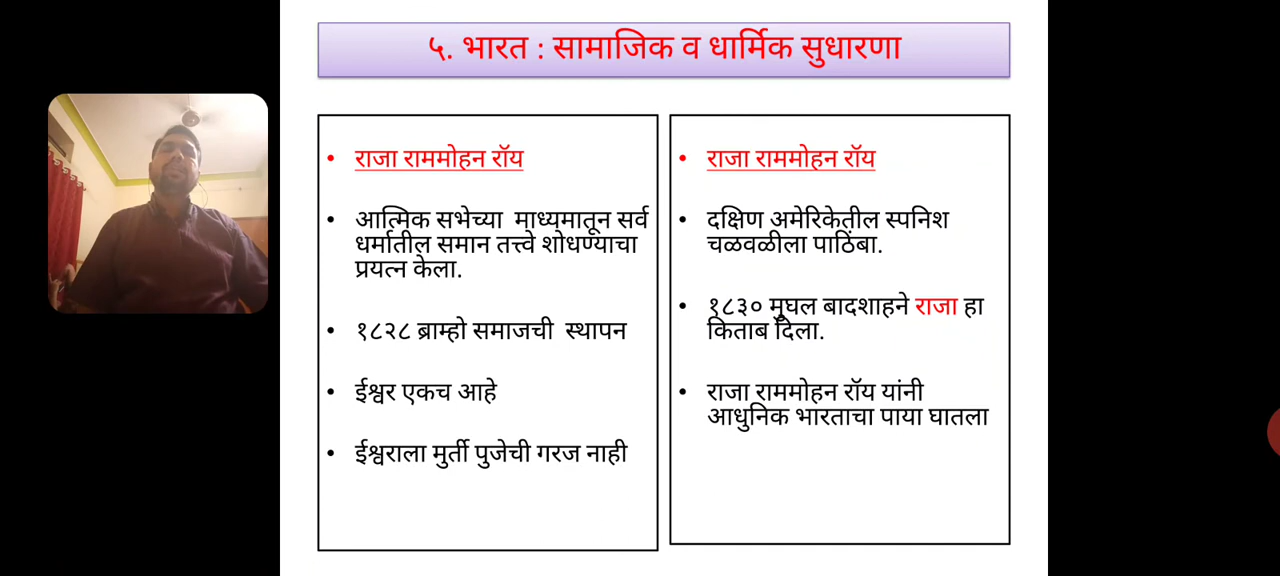 ५. भारत : सामाजिक व धार्मिक सुधारणा
• राजा राममोहन रॉय
• आत्मिक सभेच्या माध्यमातून सर्व
धर्मातील समान तत्त्वे शोधण्याचा
प्रयत्न केला.
• १८२८ ब्राम्हो समाजची स्थापन
• ईश्वर एकच आहे
• ईश्वराला मुर्ती पुजेची गरज नाही
• राजा राममोहन रॉय
• दक्षिण अमेरिकेतील स्पनिश
चळवळीला पाठिंबा.
• १८३० मुघल बादशाहने राजा हा
किताब दिला.
• राजा राममोहन रॉय यांनी
आधुनिक भारताचा पाया घातला